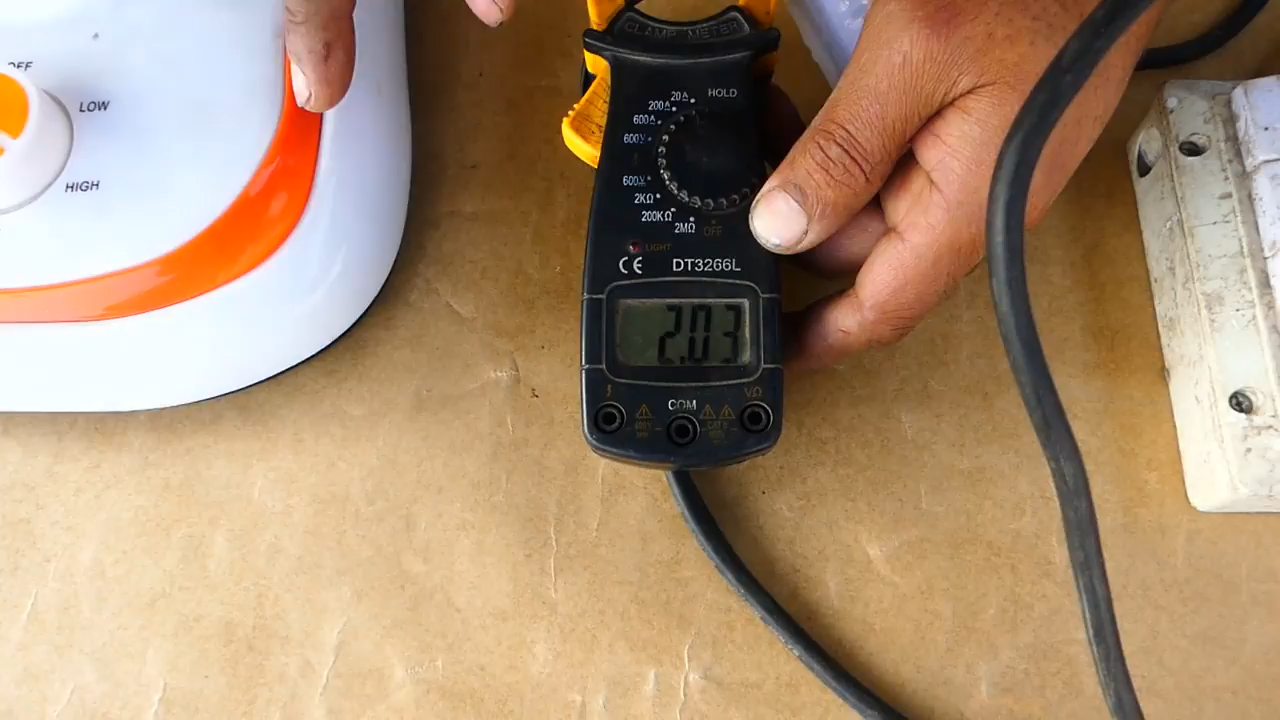 OFF
LOW
HIGH
CLAMP METER
HOLD
20A
200A
600A
600V
600V
2KΩ
200KΩ
2MΩ
OFF
LIGHT
CE DT3266L
2.03
COM
VΩ